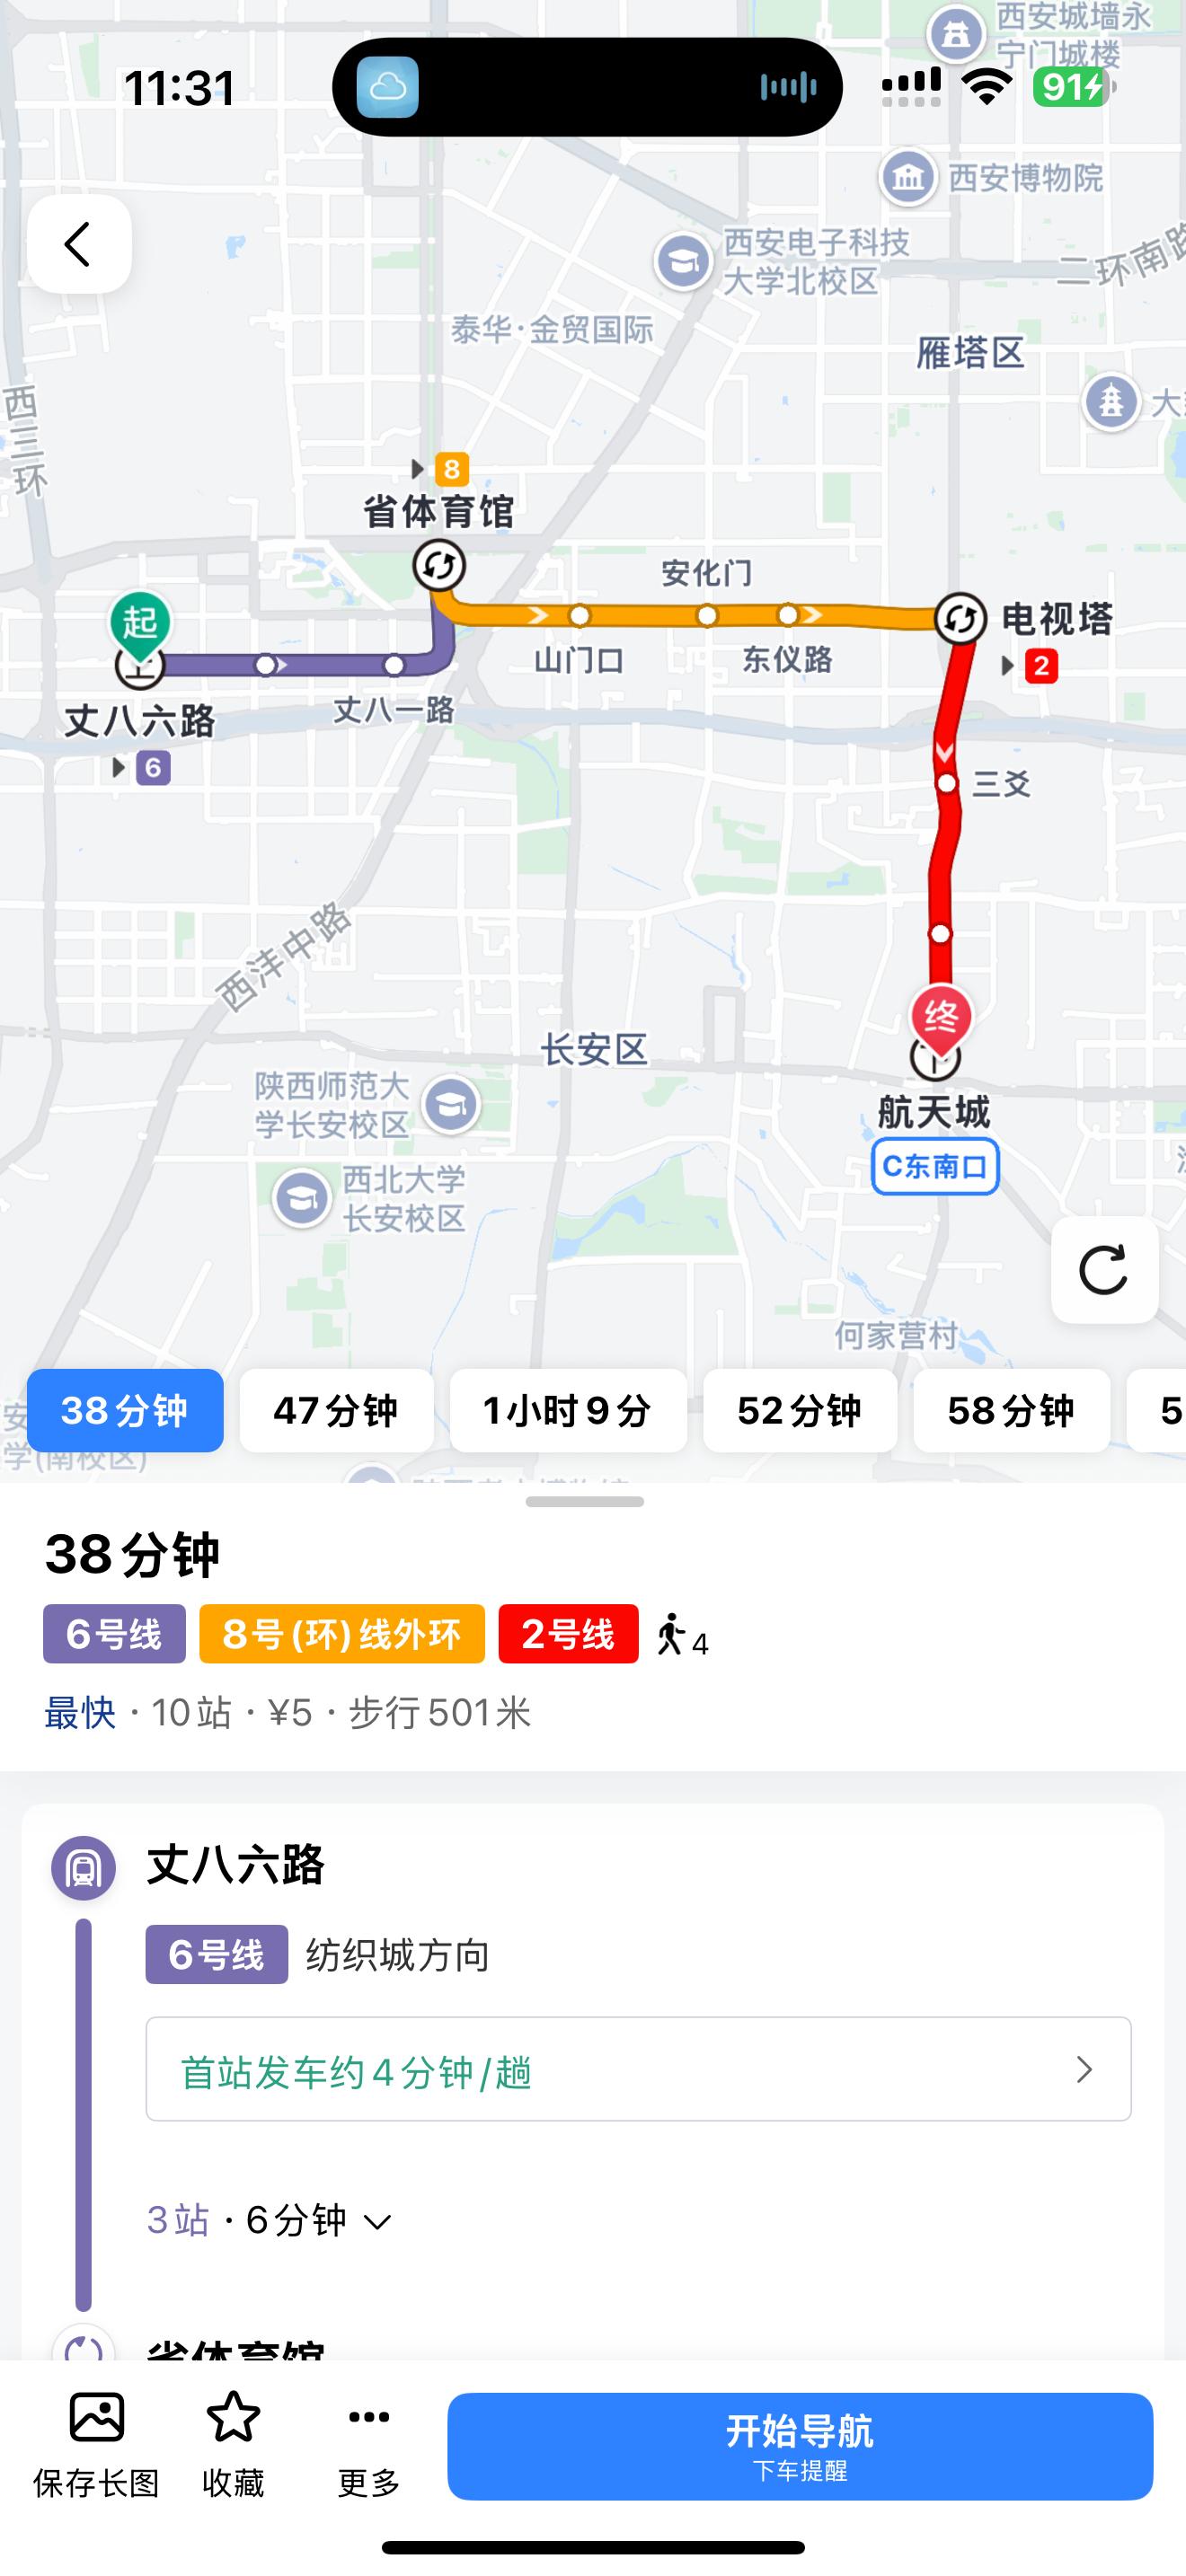 西安城墙永
宁门城楼
11:31
91
西安博物院
西安电子科技
大学北校区
二环南路
泰华·金贸国际
雁塔区
西三环
大
8
省体育馆
安化门
起
电视塔
山门口
东仪路
2
丈八一路
丈八六路
6
三爻
西沣中路
终
长安区
陕西师范大
学长安校区
航天城
C东南口
西北大学
长安校区
何家营村
38分钟
47分钟
1小时9分
52分钟
58分钟
5
学(南校区)
38分钟
6号线
8号(环)线外环
2号线
4
最快 · 10站 · ¥5 · 步行501米
丈八六路
6号线
纺织城方向
首站发车约4分钟/趟
3站 · 6分钟
省体育馆
保存长图
收藏
更多
开始导航
下车提醒